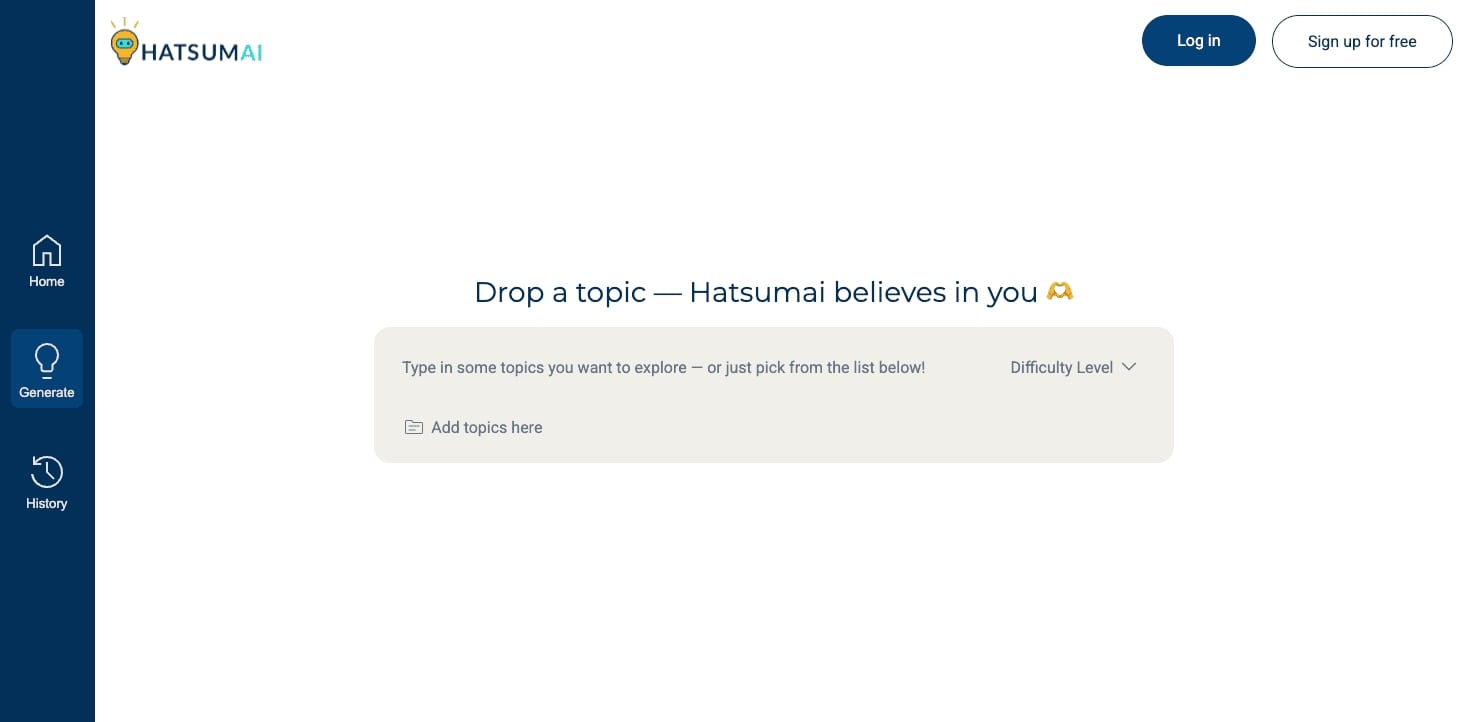 HATSUMAI
Log in
Sign up for free
Home
Generate
History
Drop a topic — Hatsumai believes in you 🫶
Type in some topics you want to explore — or just pick from the list below!
Difficulty Level
Add topics here